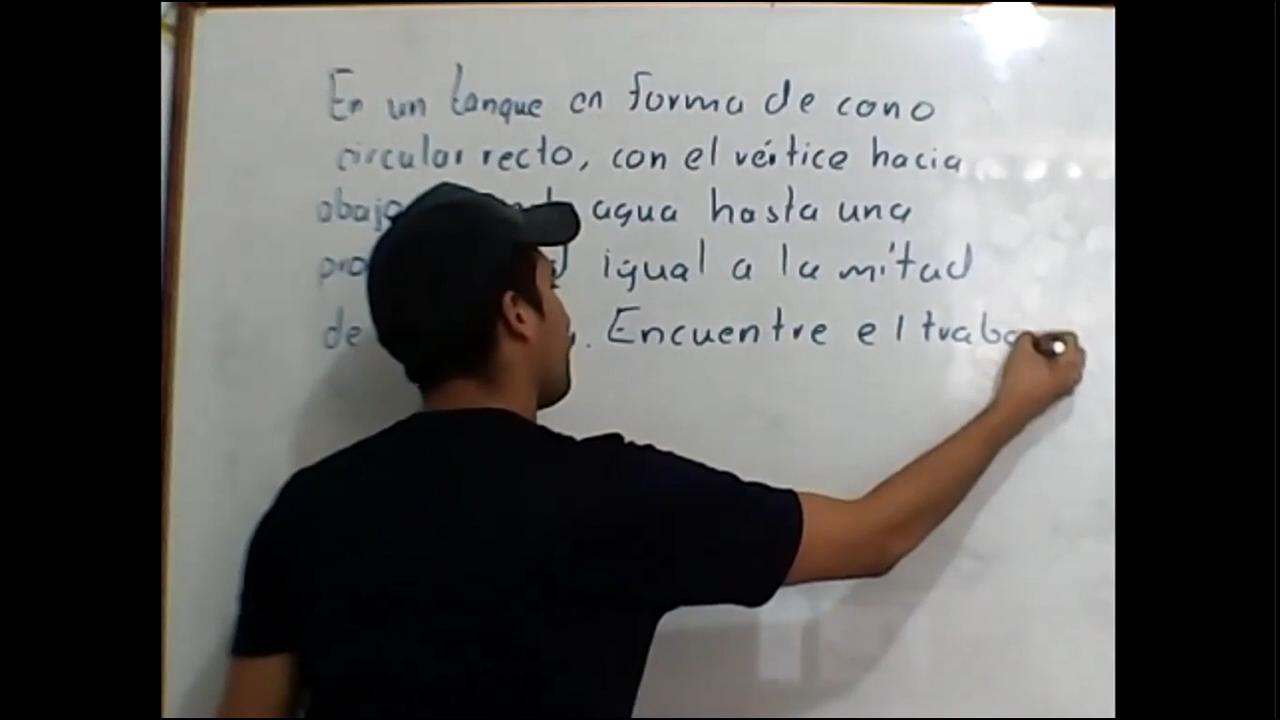 En un tanque en forma de cono
circular recto, con el vértice hacia
abajo agua hasta una
igual a la mitad
de Encuentre el traba